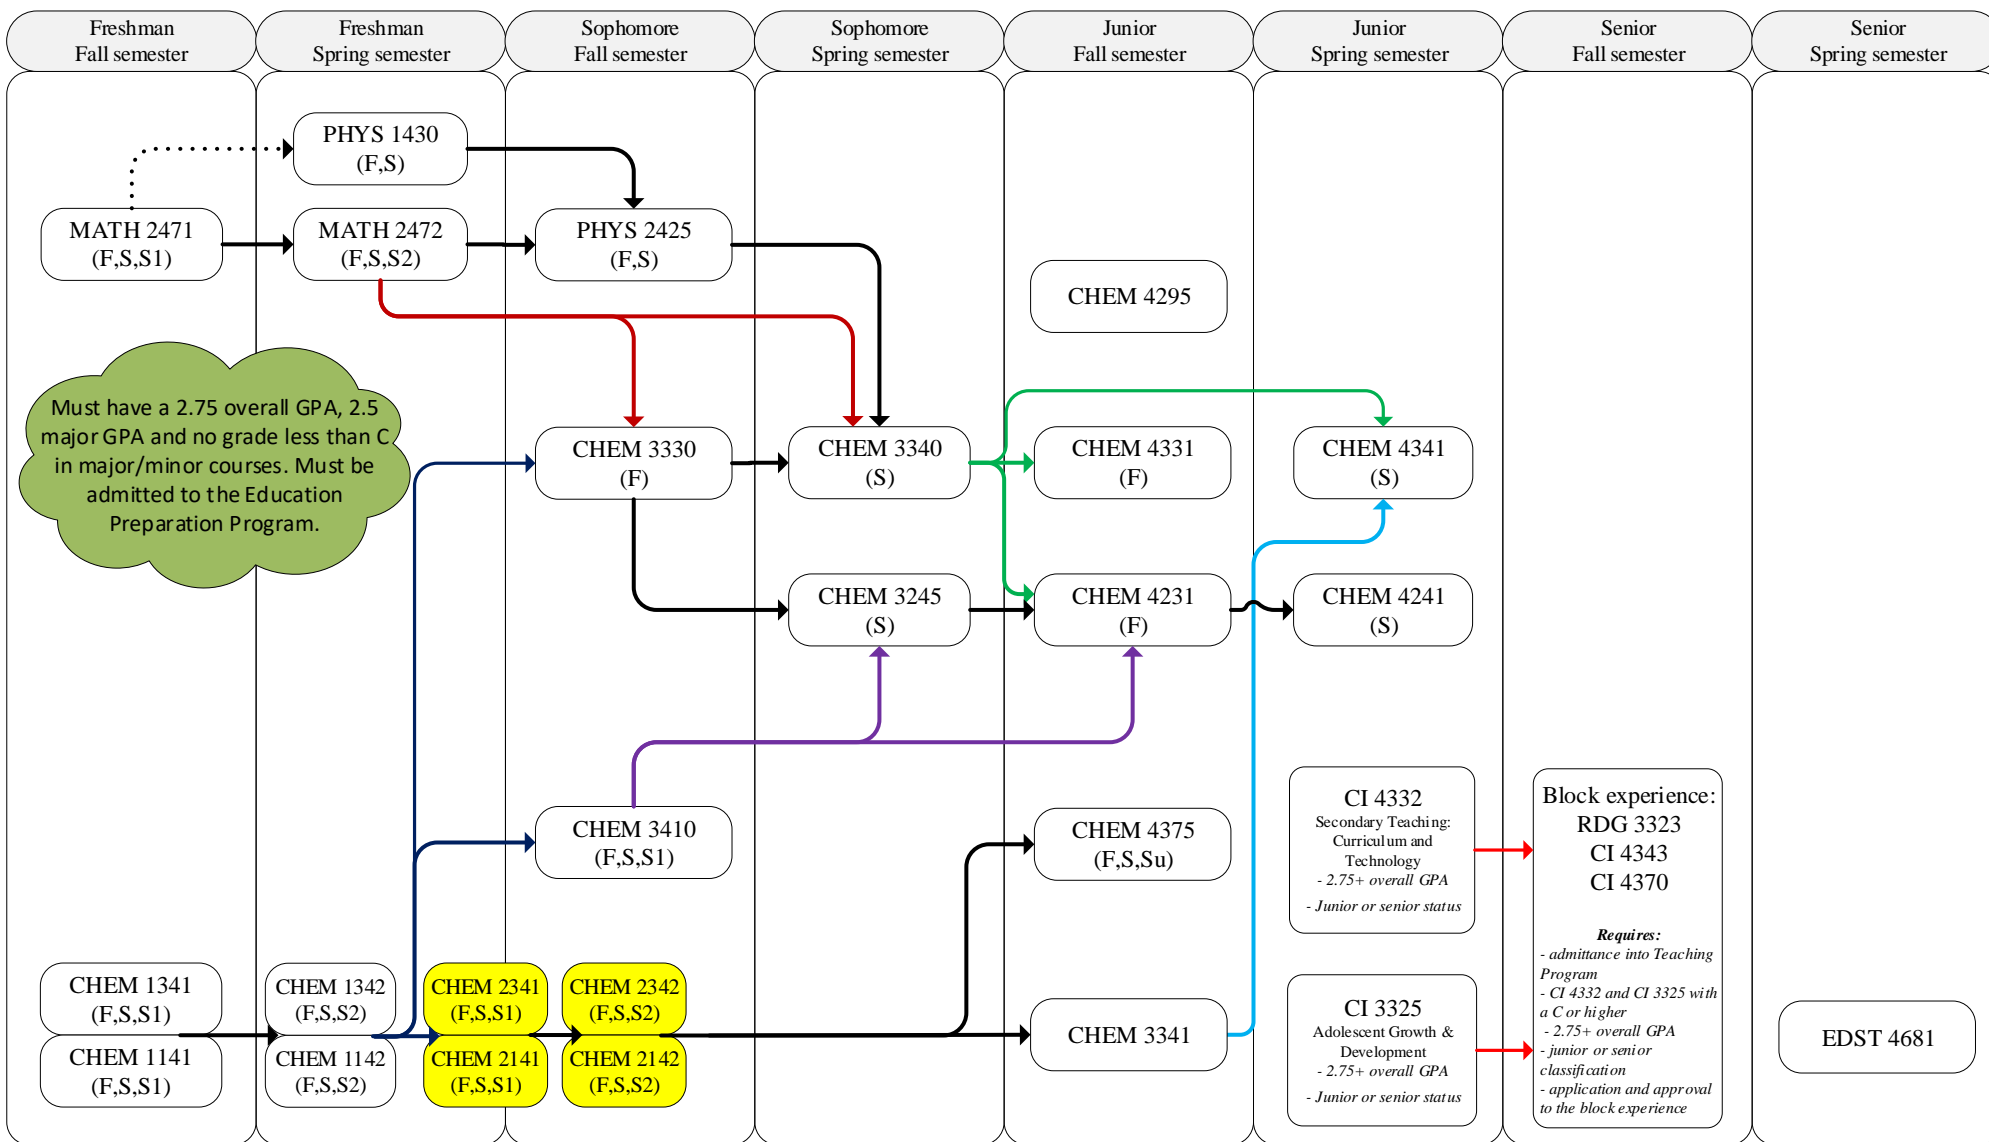 Freshman
Fall semester
Freshman
Spring semester
Sophomore
Fall semester
Sophomore
Spring semester
Junior
Fall semester
Junior
Spring semester
Senior
Fall semester
Senior
Spring semester
PHYS 1430
(F,S)
MATH 2471
(F,S,S1)
MATH 2472
(F,S,S2)
PHYS 2425
(F,S)
CHEM 4295
Must have a 2.75 overall GPA, 2.5
major GPA and no grade less than C
in major/minor courses. Must be
admitted to the Education
Preparation Program.
CHEM 3330
(F)
CHEM 3340
(S)
CHEM 4331
(F)
CHEM 4341
(S)
CHEM 3245
(S)
CHEM 4231
(F)
CHEM 4241
(S)
CHEM 3410
(F,S,S1)
CHEM 4375
(F,S,Su)
CI 4332
Secondary Teaching:
Curriculum and
Technology
- 2.75+ overall GPA
- Junior or senior status
Block experience:
RDG 3323
CI 4343
CI 4370
Requires:
- admittance into Teaching
Program
- CI 4332 and CI 3325 with
a C or higher
- 2.75+ overall GPA
- junior or senior
classification
- application and approval
to the block experience
CHEM 1341
(F,S,S1)
CHEM 1141
(F,S,S1)
CHEM 1342
(F,S,S2)
CHEM 1142
(F,S,S2)
CHEM 2341
(F,S,S1)
CHEM 2141
(F,S,S1)
CHEM 2342
(F,S,S2)
CHEM 2142
(F,S,S2)
CHEM 3341
CI 3325
Adolescent Growth &
Development
- 2.75+ overall GPA
- Junior or senior status
EDST 4681